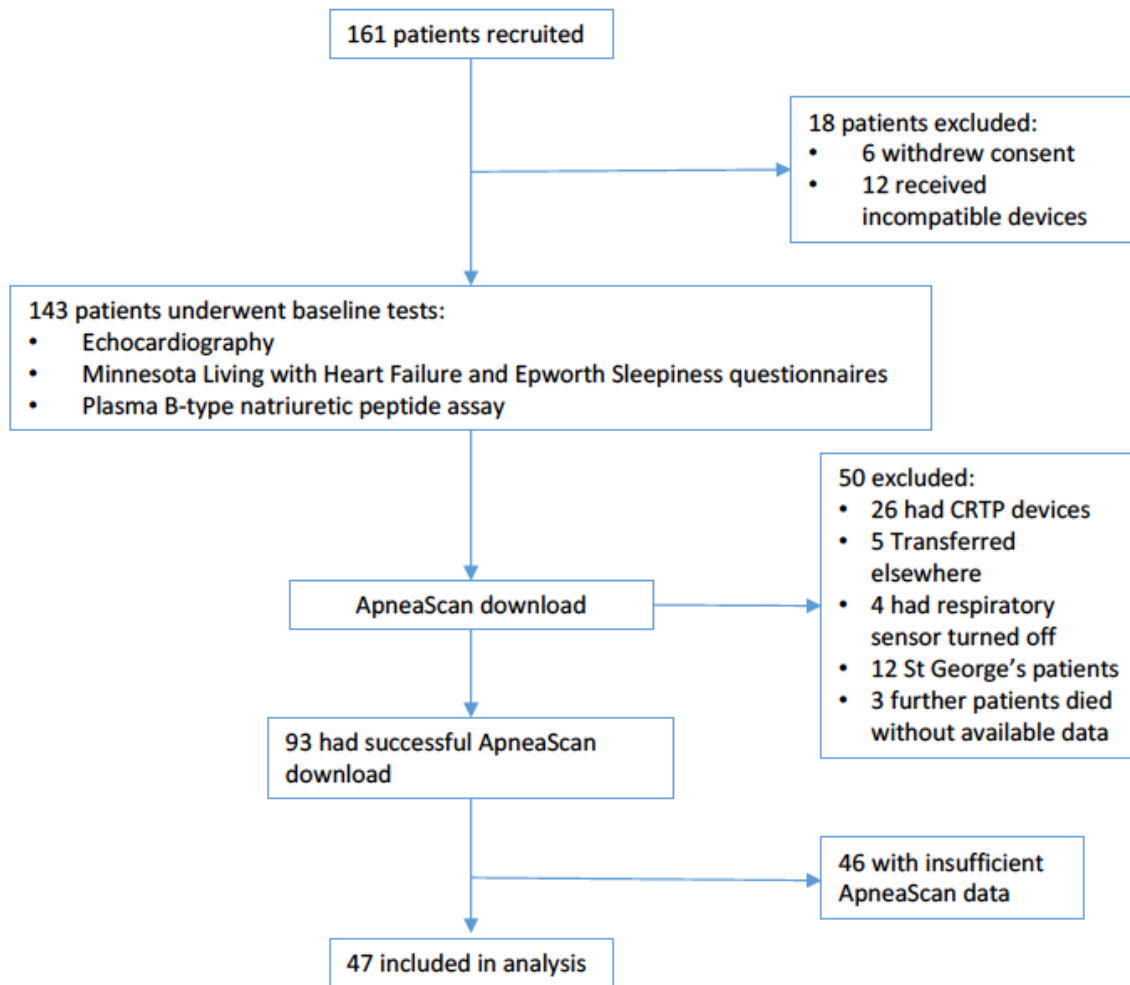 161 patients recruited
18 patients excluded:
• 6 withdrew consent
• 12 received
incompatible devices
143 patients underwent baseline tests:
• Echocardiography
• Minnesota Living with Heart Failure and Epworth Sleepiness questionnaires
• Plasma B-type natriuretic peptide assay
50 excluded:
• 26 had CRTP devices
• 5 Transferred
elsewhere
• 4 had respiratory
sensor turned off
• 12 St George's patients
• 3 further patients died
without available data
ApneaScan download
93 had successful ApneaScan
download
46 with insufficient
ApneaScan data
47 included in analysis